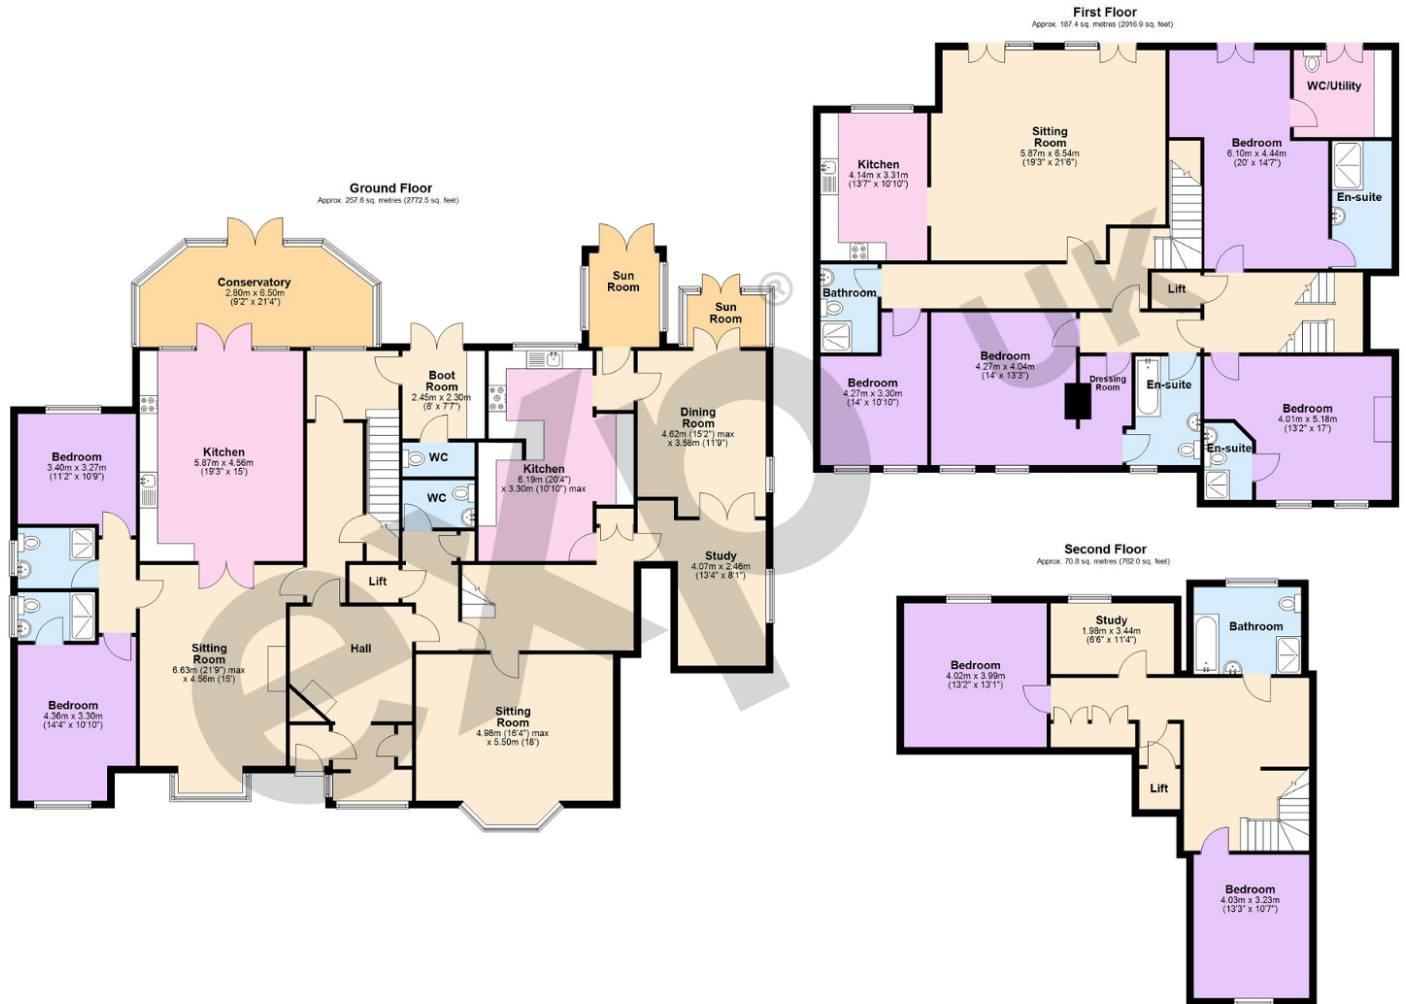 First Floor
Approx. 187.4 sq. metres (2016.9 sq. feet)
WC/Utility
Sitting
Room
5.87m x 6.54m
(19'3" x 21'6")
Bedroom
6.10m x 4.44m
(20' x 14'7")
Kitchen
4.14m x 3.31m
(13'7" x 10'10")
En-suite
Bathroom
Lift
Bedroom
4.27m x 4.04m
(14' x 13'3")
Bedroom
4.27m x 3.30m
(14' x 10'10")
Dressing
Room
En-suite
Bedroom
4.01m x 5.18m
(13'2" x 17')
En-suite
Ground Floor
Approx. 257.6 sq. metres (2772.5 sq. feet)
Conservatory
2.80m x 6.50m
(9'2" x 21'4")
Sun
Room
Sun
Room
Boot
Room
2.45m x 2.30m
(8' x 7'7")
Dining
Room
4.62m (15'2") max
x 3.58m (11'9")
Bedroom
3.40m x 3.27m
(11'2" x 10'9")
Kitchen
5.87m x 4.56m
(19'3" x 15')
WC
Kitchen
6.19m (20'4")
x 3.30m (10'10") max
WC
Study
4.07m x 2.46m
(13'4" x 8'1")
Lift
Sitting
Room
6.63m (21'9") max
x 4.56m (15')
Hall
Bedroom
4.36m x 3.30m
(14'4" x 10'10")
Sitting
Room
4.98m (16'4") max
x 5.50m (18')
Second Floor
Approx. 70.8 sq. metres (762.0 sq. feet)
Bedroom
4.02m x 3.99m
(13'2" x 13'1")
Study
1.98m x 3.44m
(6'6" x 11'4")
Bathroom
Lift
Bedroom
4.03m x 3.23m
(13'3" x 10'7")
eXp UK ®